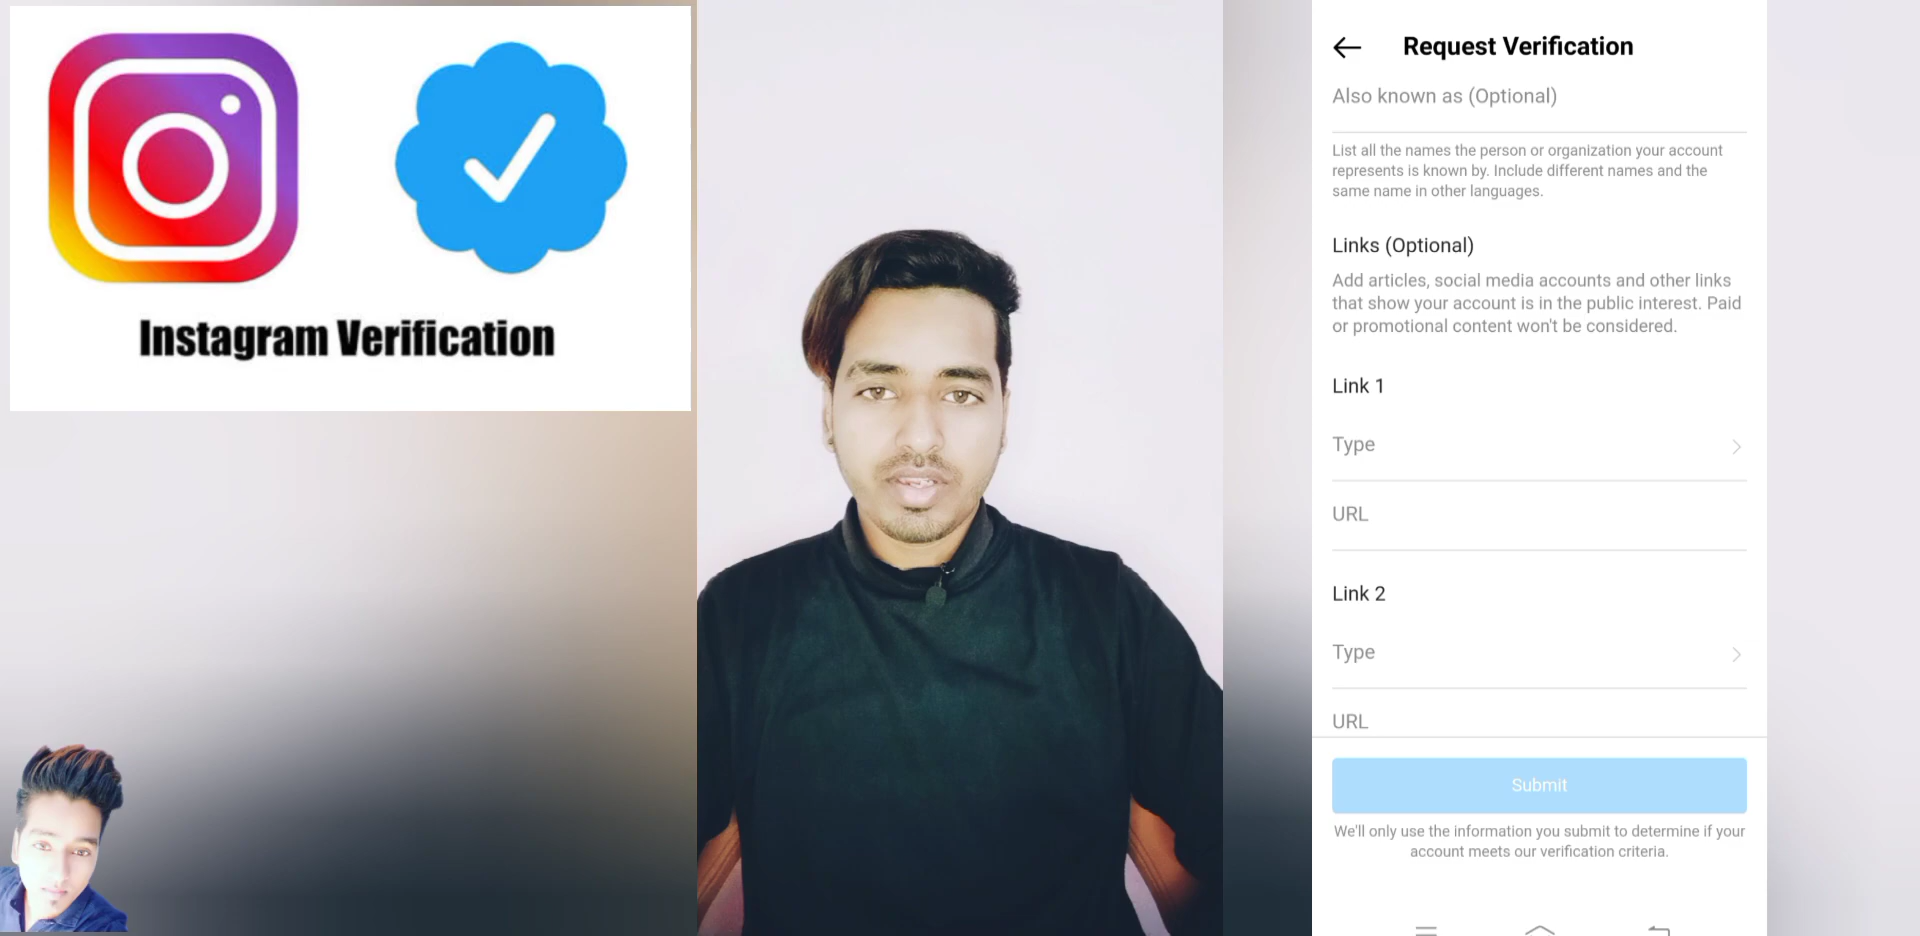 Instagram Verification
Request Verification
Also known as (Optional)
List all the names the person or organization your account
represents is known by. Include different names and the
same name in other languages.
Links (Optional)
Add articles, social media accounts and other links
that show your account is in the public interest. Paid
or promotional content won't be considered.
Link 1
Type
URL
Link 2
Type
URL
Submit
We'll only use the information you submit to determine if your
account meets our verification criteria.